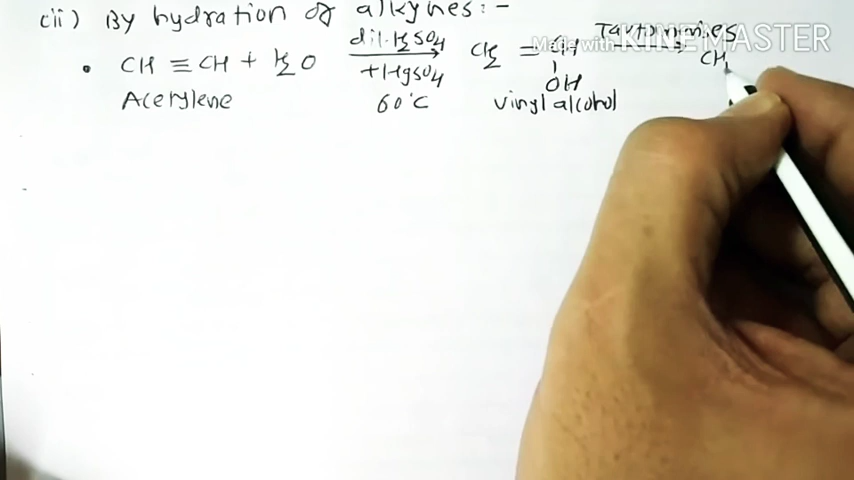 (ii) By hydration of alkynes:-
dil. H2SO4 Tautomerises
• CH ≡ CH + H2O CH2 = CH CH
+HgSO4
OH
Acetylene 60°C vinyl alcohol
Made with KINEMASTER